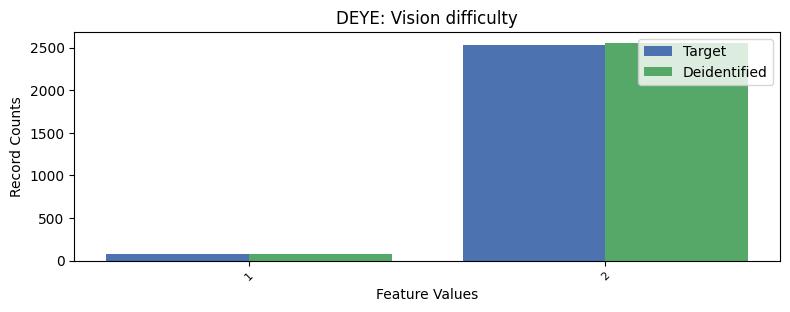 DEYE: Vision difficulty
Target
Deidentified
Record Counts
2500
2000
1500
1000
500
0
1
2
Feature Values